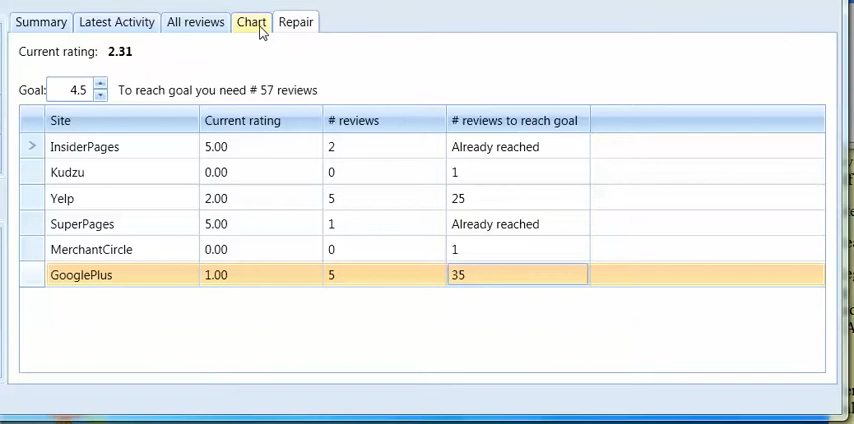 Summary Latest Activity All reviews Chart Repair
Current rating: 2.31
Goal: 4.5 To reach goal you need # 57 reviews
Site Current rating # reviews # reviews to reach goal
> InsiderPages 5.00 2 Already reached
Kudzu 0.00 0 1
Yelp 2.00 5 25
SuperPages 5.00 1 Already reached
MerchantCircle 0.00 0 1
GooglePlus 1.00 5 35